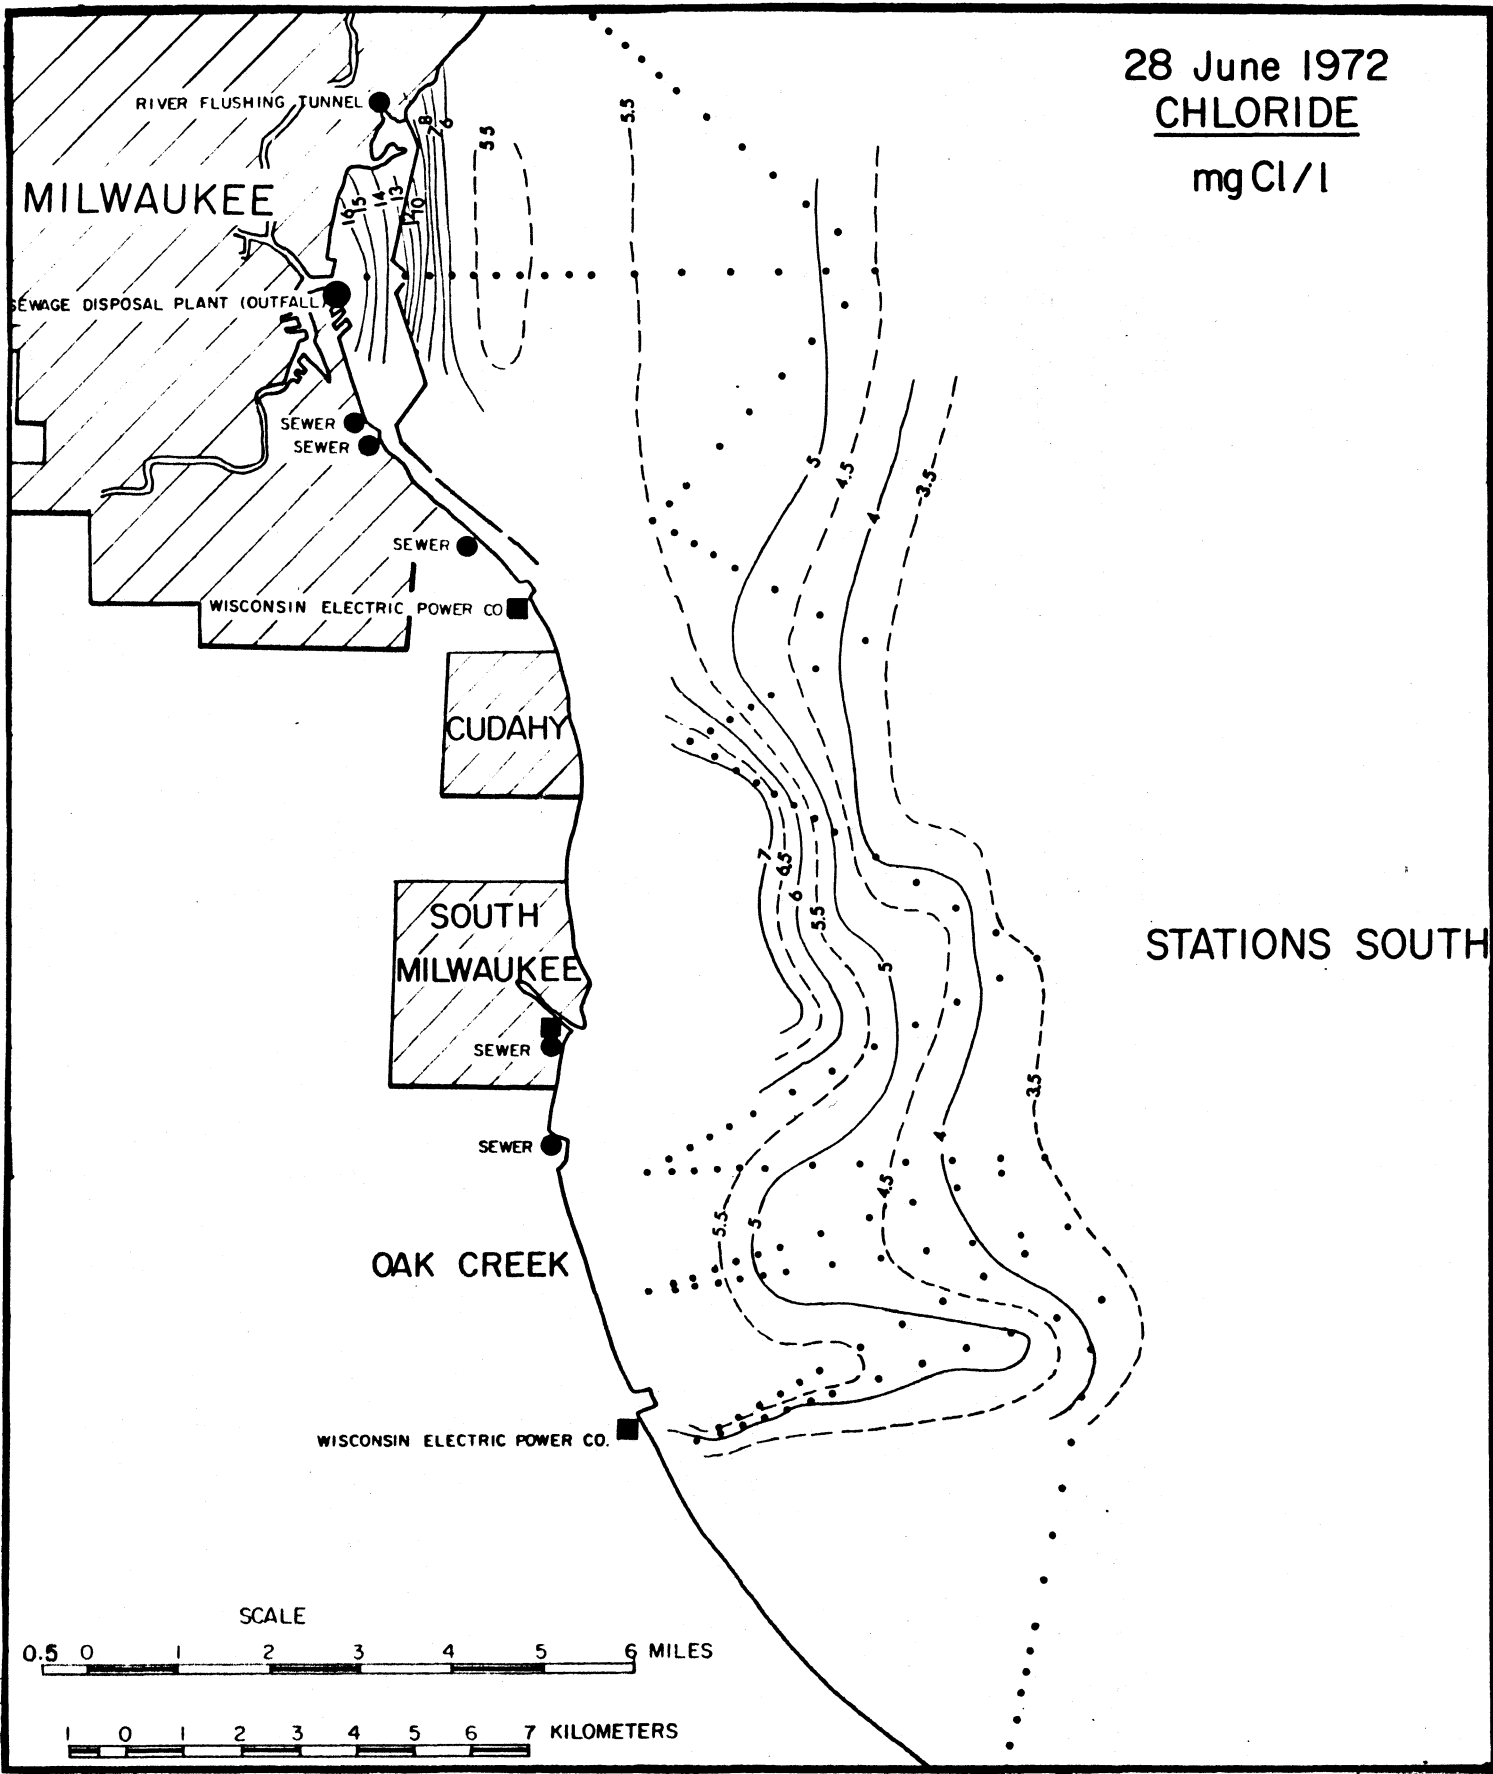 28 June 1972
CHLORIDE
mg Cl/l
RIVER FLUSHING TUNNEL
8
7
6
5.5
5 5
MILWAUKEE
16
15
14
13
12
10
SEWAGE DISPOSAL PLANT (OUTFALL)
SEWER
SEWER
5
4.5
4
3.5
SEWER
WISCONSIN ELECTRIC POWER CO
CUDAHY
7
6.5
6
5.5
5
SOUTH
MILWAUKEE
STATIONS SOUTH
SEWER
3.5
4
SEWER
4.5
5.5
5
OAK CREEK
WISCONSIN ELECTRIC POWER CO.
SCALE
0.5 0 1 2 3 4 5 6 MILES
1 0 1 2 3 4 5 6 7 KILOMETERS